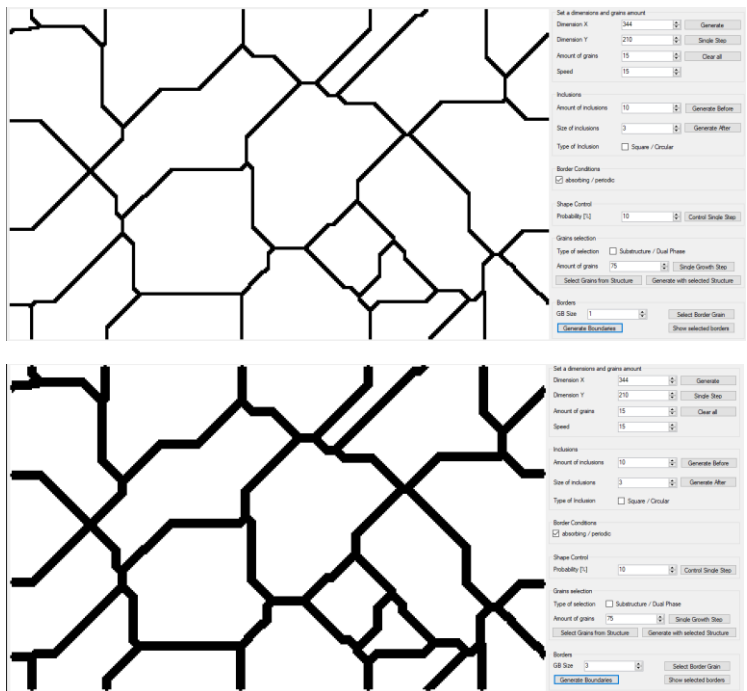 Set a dimensions and grains amount
Dimension X 344 Generate
Dimension Y 210 Single Step
Amount of grains 15 Clear all
Speed 15
Inclusions
Amount of inclusions 10 Generate Before
Size of inclusions 3 Generate After
Type of Inclusion Square / Circular
Border Conditions
absorbing / periodic
Shape Control
Probability [%] 10 Control Single Step
Grains selection
Type of selection Substructure / Dual Phase
Amount of grains 75 Single Growth Step
Select Grains from Structure Generate with selected Structure
Borders
GB Size 1 Select Border Grain
Generate Boundaries Show selected borders
Set a dimensions and grains amount
Dimension X 344 Generate
Dimension Y 210 Single Step
Amount of grains 15 Clear all
Speed 15
Inclusions
Amount of inclusions 10 Generate Before
Size of inclusions 3 Generate After
Type of Inclusion Square / Circular
Border Conditions
absorbing / periodic
Shape Control
Probability [%] 10 Control Single Step
Grains selection
Type of selection Substructure / Dual Phase
Amount of grains 75 Single Growth Step
Select Grains from Structure Generate with selected Structure
Borders
GB Size 3 Select Border Grain
Generate Boundaries Show selected borders